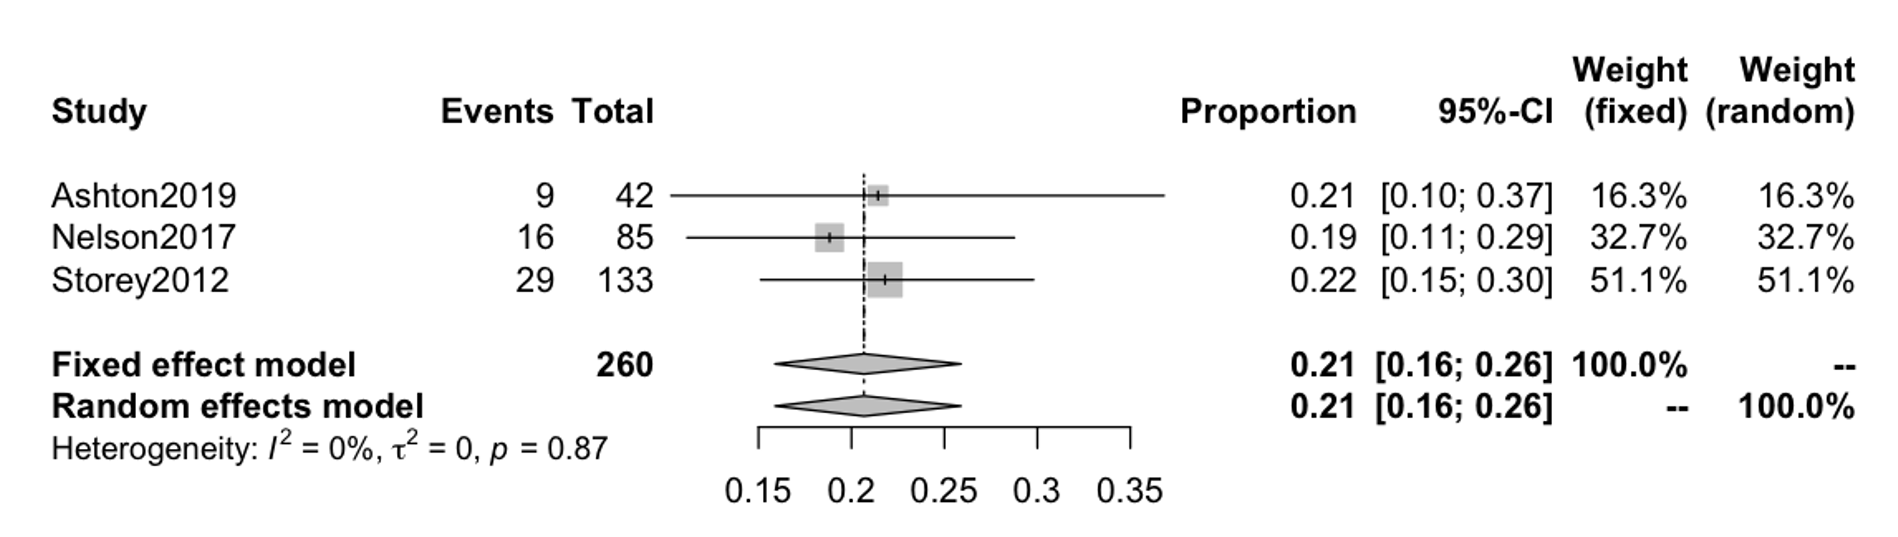 Weight Weight
Study Events Total Proportion 95%-CI (fixed) (random)
Ashton2019 9 42 0.21 [0.10; 0.37] 16.3% 16.3%
Nelson2017 16 85 0.19 [0.11; 0.29] 32.7% 32.7%
Storey2012 29 133 0.22 [0.15; 0.30] 51.1% 51.1%
Fixed effect model 260 0.21 [0.16; 0.26] 100.0% --
Random effects model 0.21 [0.16; 0.26] -- 100.0%
Heterogeneity: I² = 0%, τ² = 0, p = 0.87
0.15 0.2 0.25 0.3 0.35